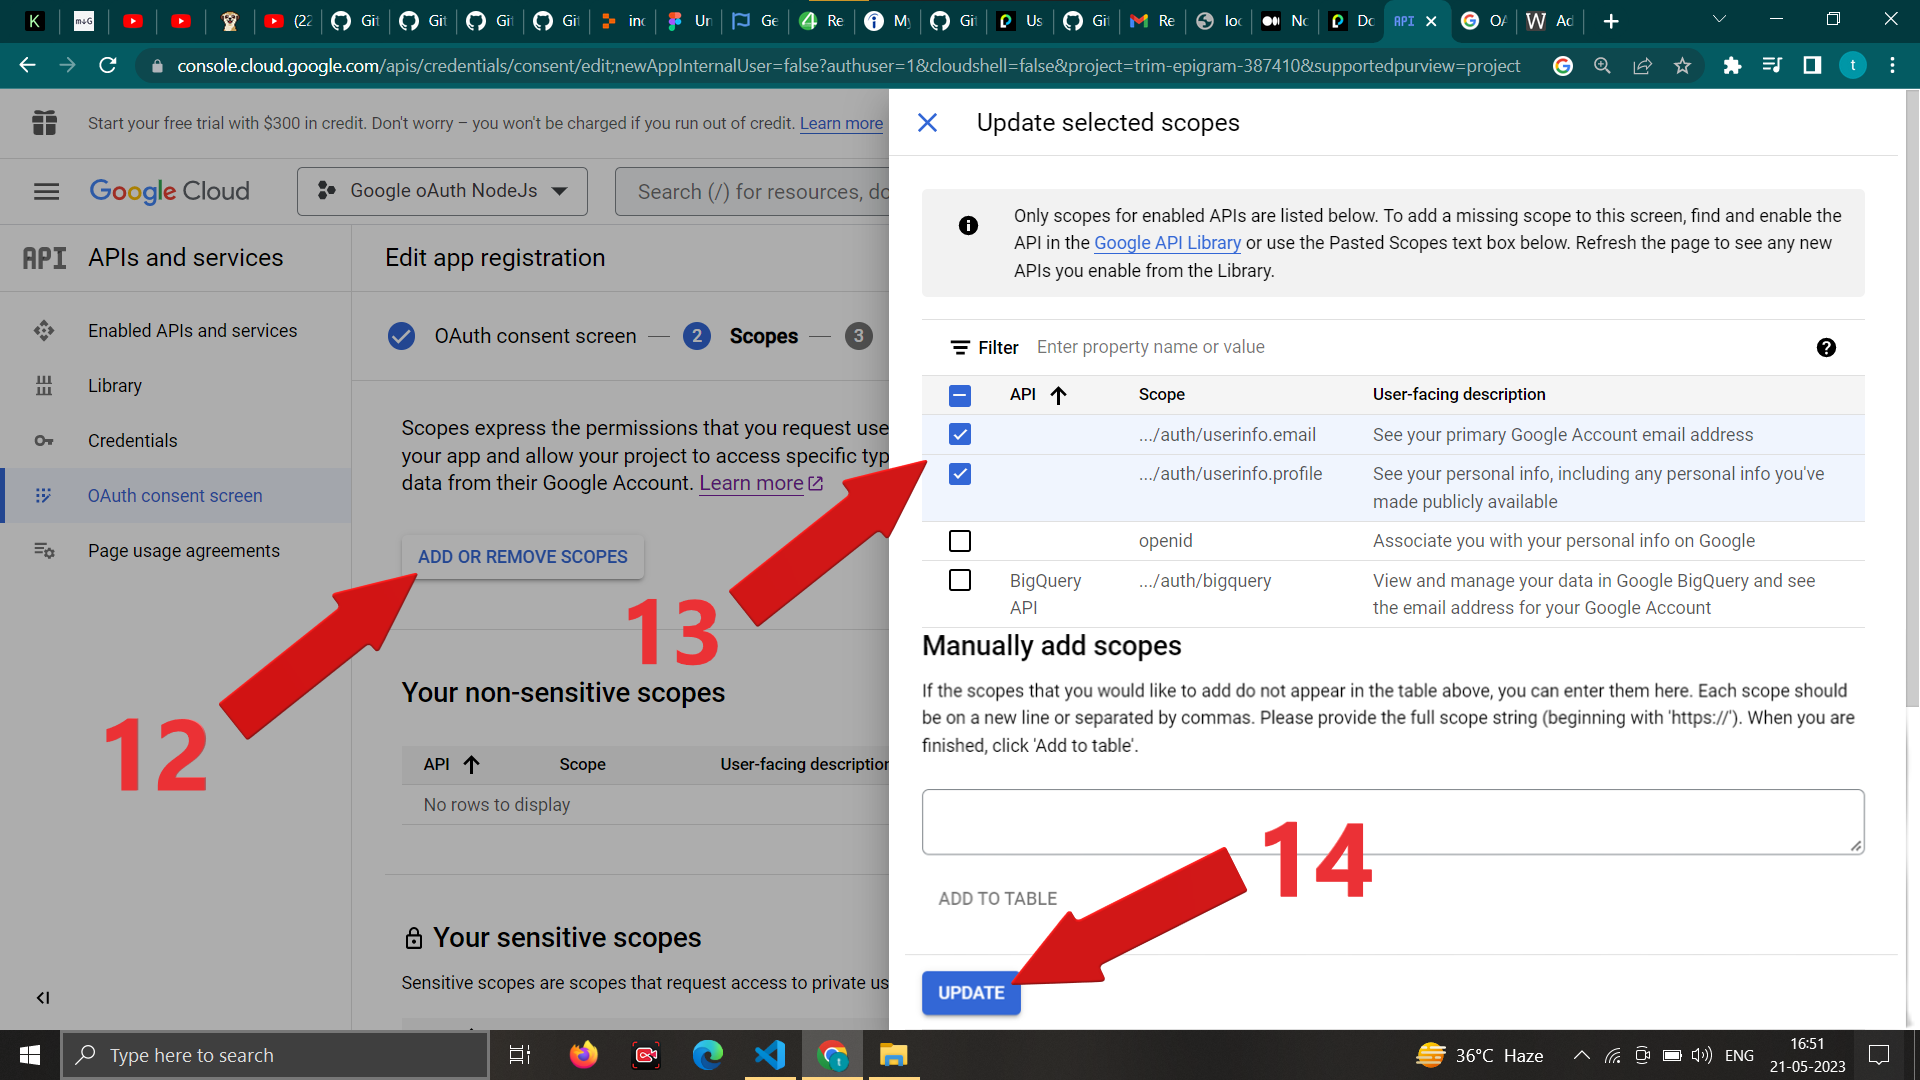 (22
Git
Git
Git
Git
Un
Ge
Re
My
Git
Us
Git
Re
loc
No
Do
API
OA
Ad
console.cloud.google.com/apis/credentials/consent/edit;newAppInternalUser=false?authuser=1&cloudshell=false&project=trim-epigram-387410&supportedpurview=project
t
Start your free trial with $300 in credit. Don't worry – you won't be charged if you run out of credit. Learn more
Google Cloud
Google oAuth NodeJs
Search (/) for resources, do
API APIs and services
Enabled APIs and services
Library
Credentials
OAuth consent screen
Page usage agreements
Edit app registration
OAuth consent screen — 2 Scopes — 3
Scopes express the permissions that you request use
your app and allow your project to access specific typ
data from their Google Account. Learn more
ADD OR REMOVE SCOPES
12
13
Your non-sensitive scopes
API Scope User-facing description
No rows to display
Your sensitive scopes
Sensitive scopes are scopes that request access to private us
Update selected scopes
Only scopes for enabled APIs are listed below. To add a missing scope to this screen, find and enable the
API in the Google API Library or use the Pasted Scopes text box below. Refresh the page to see any new
APIs you enable from the Library.
Filter Enter property name or value
API Scope User-facing description
.../auth/userinfo.email See your primary Google Account email address
.../auth/userinfo.profile See your personal info, including any personal info you've
made publicly available
openid Associate you with your personal info on Google
BigQuery .../auth/bigquery View and manage your data in Google BigQuery and see
API the email address for your Google Account
Manually add scopes
If the scopes that you would like to add do not appear in the table above, you can enter them here. Each scope should
be on a new line or separated by commas. Please provide the full scope string (beginning with 'https://'). When you are
finished, click 'Add to table'.
14
ADD TO TABLE
UPDATE
Type here to search
36°C Haze
ENG
16:51
21-05-2023